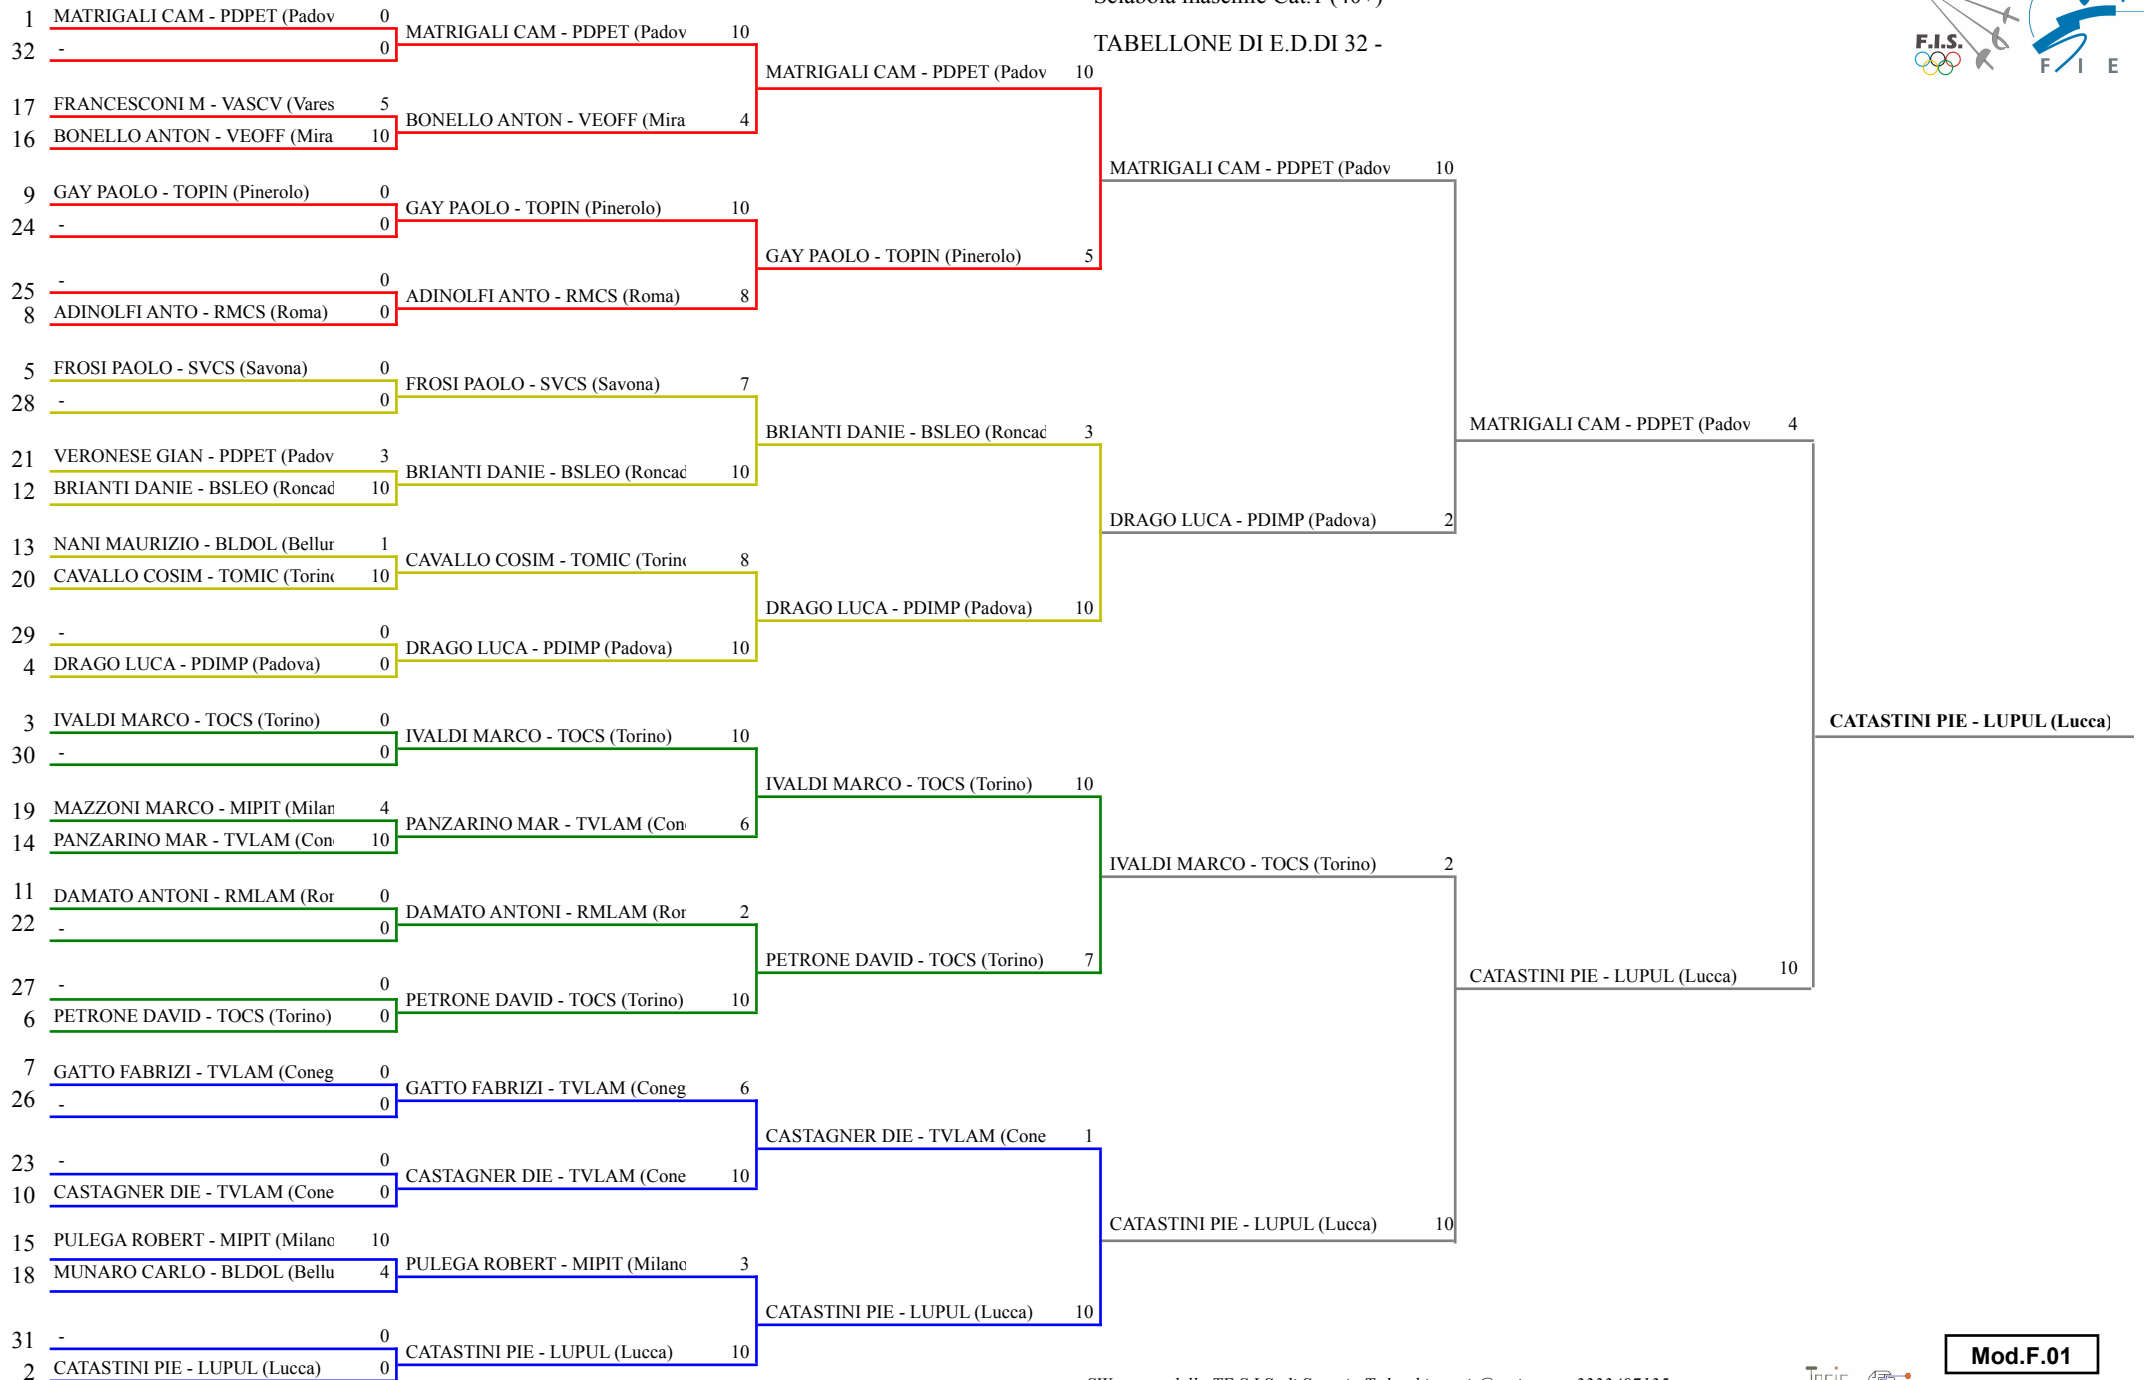 TABELLONE DI E.D.DI 32 -
F.I.S.
F I E
1 MATRIGALI CAM - PDPET (Padov 0
32 - 0
17 FRANCESCONI M - VASCV (Vares 5
16 BONELLO ANTON - VEOFF (Mira 10
9 GAY PAOLO - TOPIN (Pinerolo) 0
24 - 0
25 - 0
8 ADINOLFI ANTO - RMCS (Roma) 0
5 FROSI PAOLO - SVCS (Savona) 0
28 - 0
21 VERONESE GIAN - PDPET (Padov 3
12 BRIANTI DANIE - BSLEO (Roncad 10
13 NANI MAURIZIO - BLDOL (Bellur 1
20 CAVALLO COSIM - TOMIC (Torino 10
29 - 0
4 DRAGO LUCA - PDIMP (Padova) 0
3 IVALDI MARCO - TOCS (Torino) 0
30 - 0
19 MAZZONI MARCO - MIPIT (Milan 4
14 PANZARINO MAR - TVLAM (Con 10
11 DAMATO ANTONI - RMLAM (Ror 0
22 - 0
27 - 0
6 PETRONE DAVID - TOCS (Torino) 0
7 GATTO FABRIZI - TVLAM (Coneg 0
26 - 0
23 - 0
10 CASTAGNER DIE - TVLAM (Cone 0
15 PULEGA ROBERT - MIPIT (Milano 10
18 MUNARO CARLO - BLDOL (Bellu 4
31 - 0
2 CATASTINI PIE - LUPUL (Lucca) 0
MATRIGALI CAM - PDPET (Padov 10
BONELLO ANTON - VEOFF (Mira 4
GAY PAOLO - TOPIN (Pinerolo) 10
ADINOLFI ANTO - RMCS (Roma) 8
FROSI PAOLO - SVCS (Savona) 7
BRIANTI DANIE - BSLEO (Roncad 10
CAVALLO COSIM - TOMIC (Torino 8
DRAGO LUCA - PDIMP (Padova) 10
IVALDI MARCO - TOCS (Torino) 10
PANZARINO MAR - TVLAM (Con 6
DAMATO ANTONI - RMLAM (Ror 2
PETRONE DAVID - TOCS (Torino) 10
GATTO FABRIZI - TVLAM (Coneg 6
CASTAGNER DIE - TVLAM (Cone 10
PULEGA ROBERT - MIPIT (Milano 3
CATASTINI PIE - LUPUL (Lucca) 10
MATRIGALI CAM - PDPET (Padov 10
GAY PAOLO - TOPIN (Pinerolo) 5
BRIANTI DANIE - BSLEO (Roncad 3
DRAGO LUCA - PDIMP (Padova) 10
IVALDI MARCO - TOCS (Torino) 10
PETRONE DAVID - TOCS (Torino) 7
CASTAGNER DIE - TVLAM (Cone 1
CATASTINI PIE - LUPUL (Lucca) 10
MATRIGALI CAM - PDPET (Padov 10
DRAGO LUCA - PDIMP (Padova) 2
IVALDI MARCO - TOCS (Torino) 2
CATASTINI PIE - LUPUL (Lucca) 10
MATRIGALI CAM - PDPET (Padov 4
CATASTINI PIE - LUPUL (Lucca) 10
CATASTINI PIE - LUPUL (Lucca)
Mod.F.01